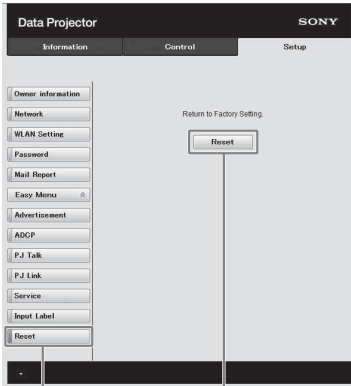 Data Projector
SONY
Information
Control
Setup
Owner information
Network
WLAN Setting
Password
Mail Report
Easy Menu
Advertisement
ADCP
PJ Talk
PJ Link
Service
Input Label
Reset
Return to Factory Setting.
Reset